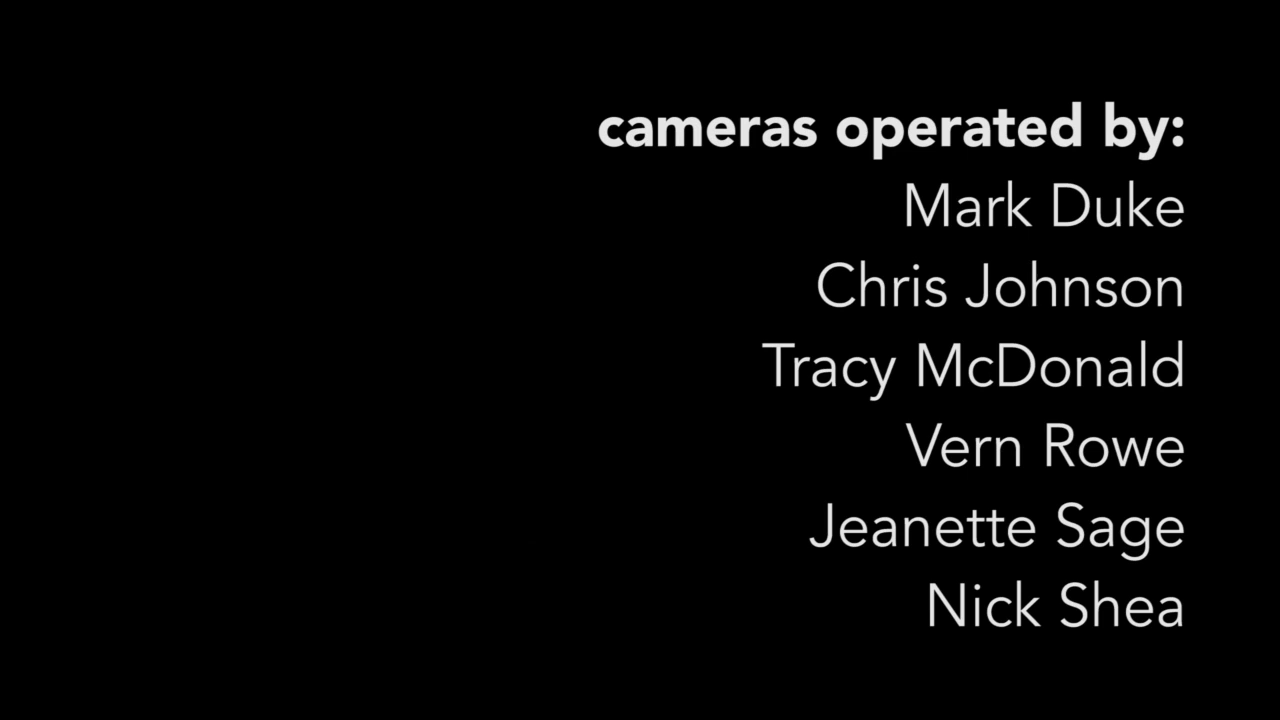 cameras operated by:
Mark Duke
Chris Johnson
Tracy McDonald
Vern Rowe
Jeanette Sage
Nick Shea